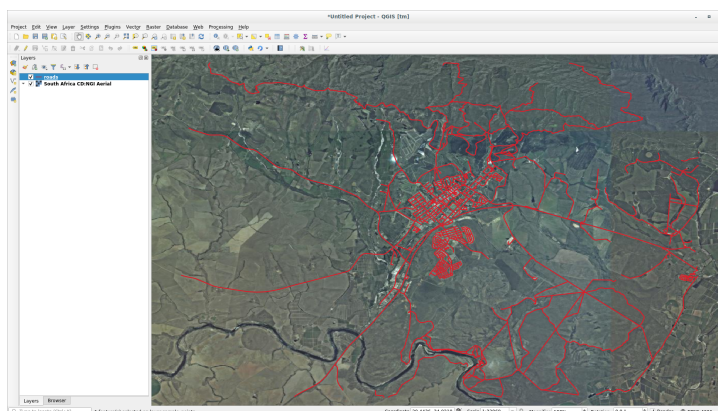 *Untitled Project - QGIS [tm]
Project Edit View Layer Settings Plugins Vector Raster Database Web Processing Help
Layers
roads
South Africa CD:NGI Aerial
Layers Browser